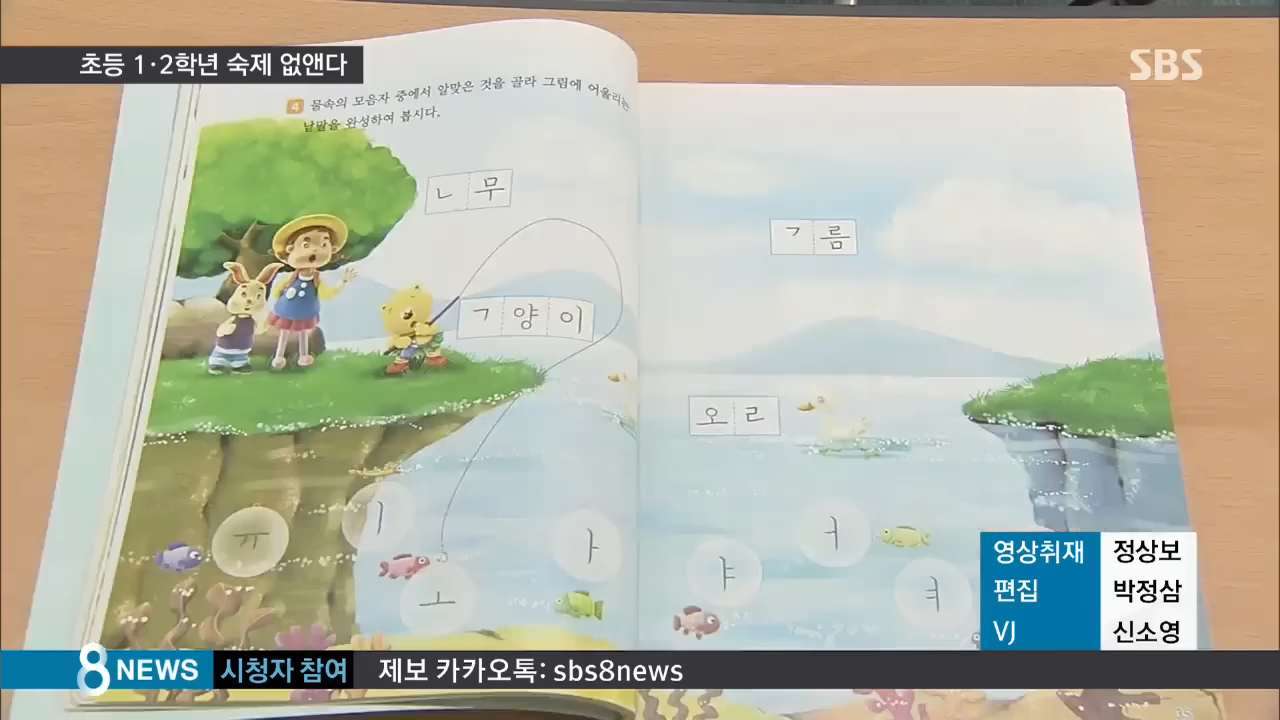 초등 1·2학년 숙제 없앤다
SBS
4 물속의 모음자 중에서 알맞은 것을 골라 그림에 어울리는
낱말을 완성하여 봅시다.
ㄴ 무
ㄱ 름
ㄱ 양 이
오 ㄹ
ㅠ
ㅣ
ㅗ
ㅏ
ㅑ
ㅓ
ㅕ
영상취재 정상보
편집 박정삼
VJ 신소영
8 NEWS 시청자 참여 제보 카카오톡: sbs8news